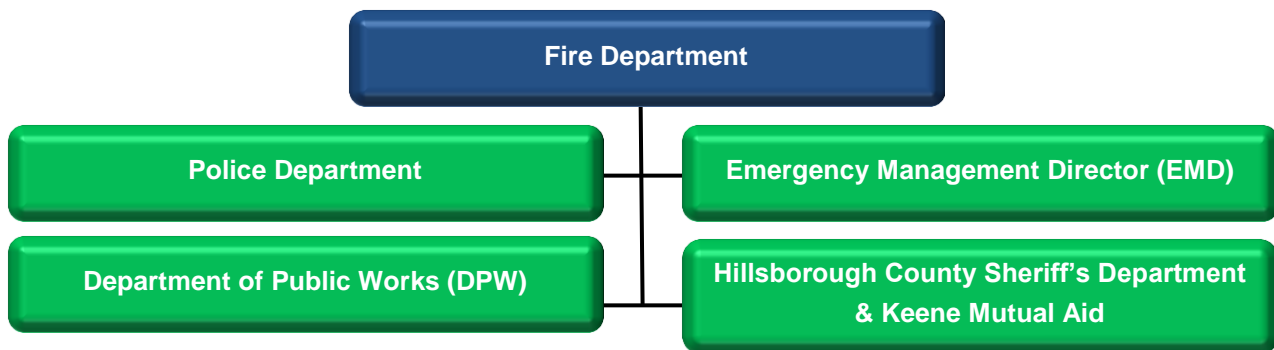 Fire Department
Police Department
Emergency Management Director (EMD)
Department of Public Works (DPW)
Hillsborough County Sheriff’s Department
& Keene Mutual Aid